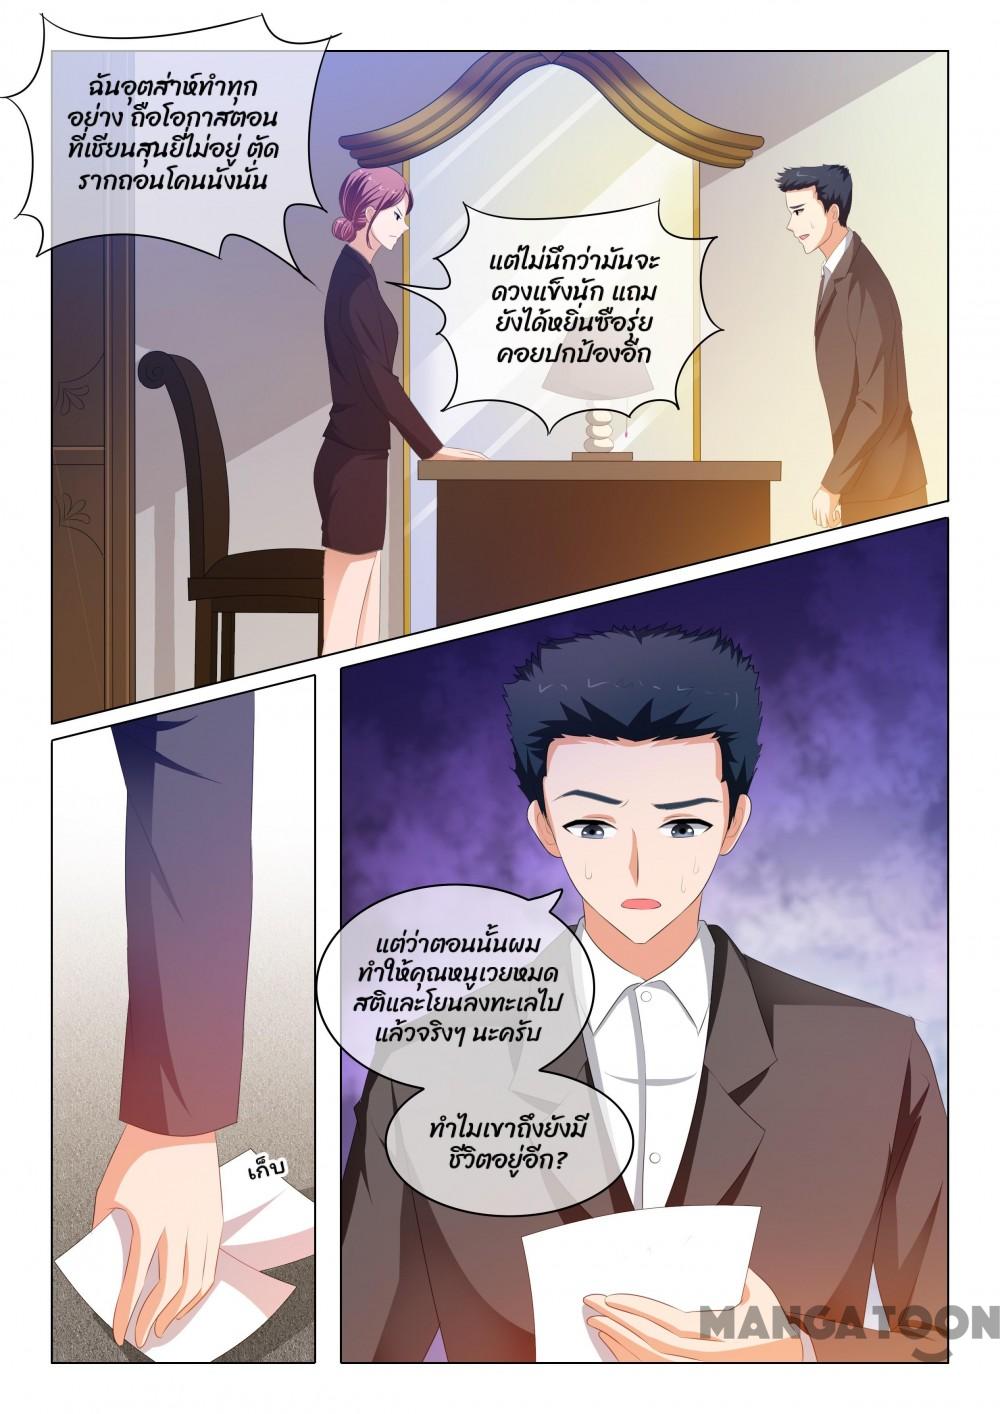 ฉันอุตส่าห์ทำทุก
อย่าง ถือโอกาสตอน
ที่เชียนสุนยี่ไม่อยู่ ตัด
รากถอนโคนนังนั่น
แต่ไม่นึกว่ามันจะ
ดวงแข็งนัก แถม
ยังได้หยิ่นซือรุ่ย
คอยปกป้องอีก
เก็บ
แต่ว่าตอนนั้นผม
ทำให้คุณหนูเวยหมด
สติและโยนลงทะเลไป
แล้วจริงๆ นะครับ
ทำไมเขาถึงยังมี
ชีวิตอยู่อีก?
MANGATOON